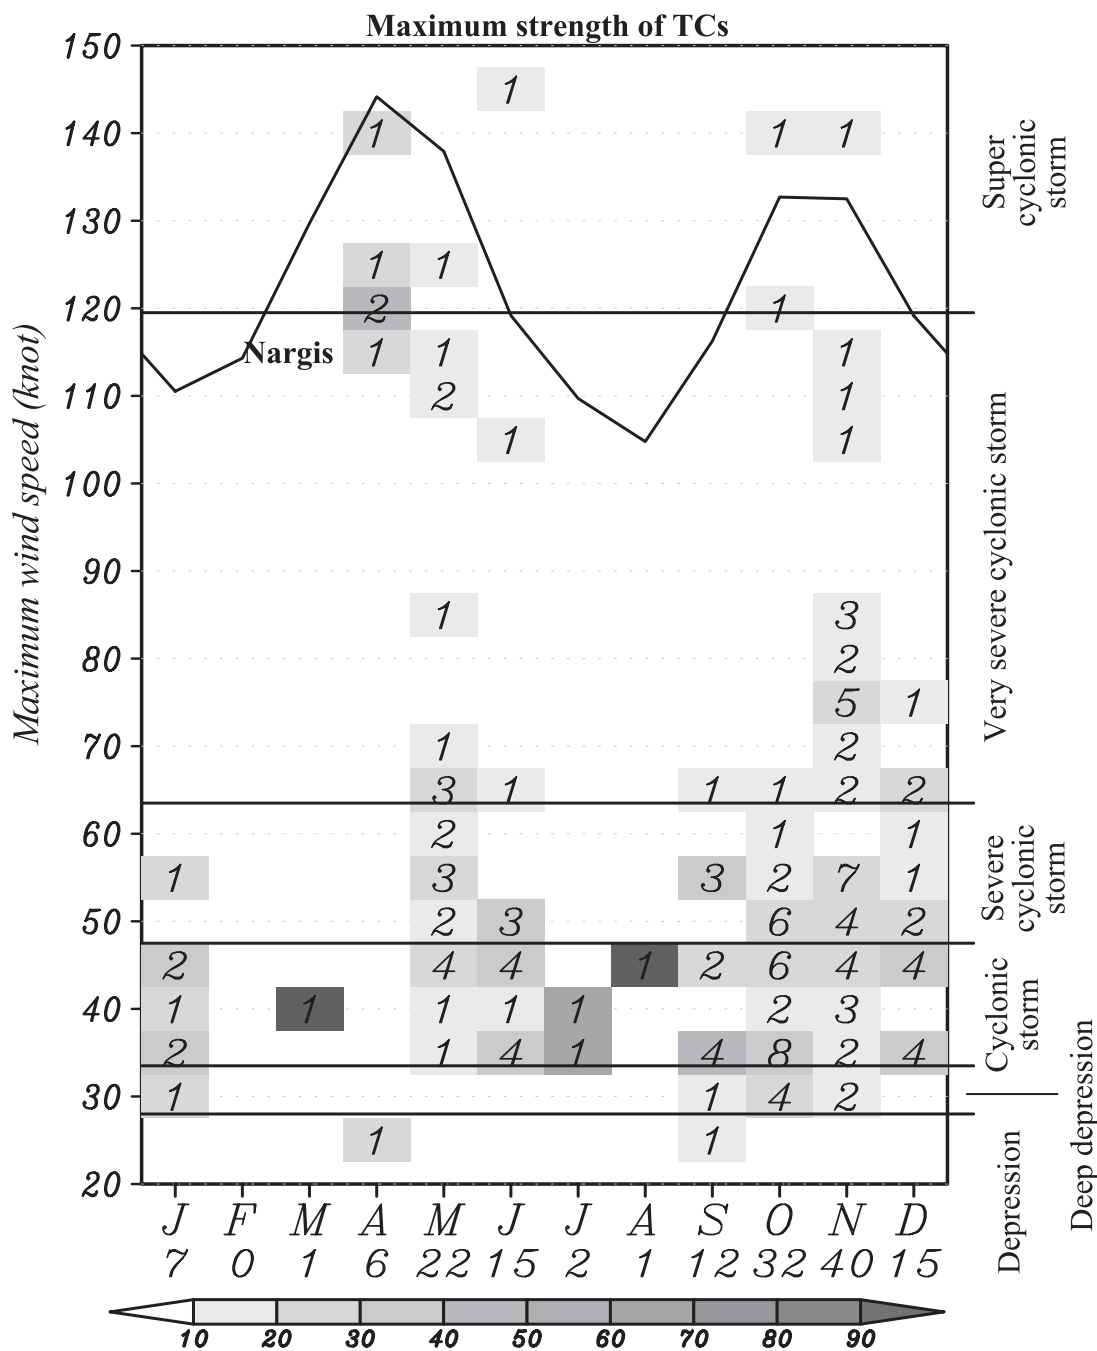 Maximum strength of TCs
Maximum wind speed (knot)
150
1
140 1 1 1
130
1 1
120 2 1
Nargis 1 1 1
110 2 1
1 1
100
90
1 3
80 2
5 1
70 1 2
3 1 1 1 2 2
60 2 1 1
1 3 3 2 7 1
50 2 3 6 4 2
2 4 4 1 2 6 4 4
40 1 1 1 1 1 2 3
2 1 4 1 4 8 2 4
30 1 1 4 2
1 1
20
J F M A M J J A S O N D
7 0 1 6 22 15 2 1 12 32 40 15
10 20 30 40 50 60 70 80 90
Super
cyclonic
storm
Very severe cyclonic storm
Severe
cyclonic
storm
Cyclonic
storm
Deep depression
Depression